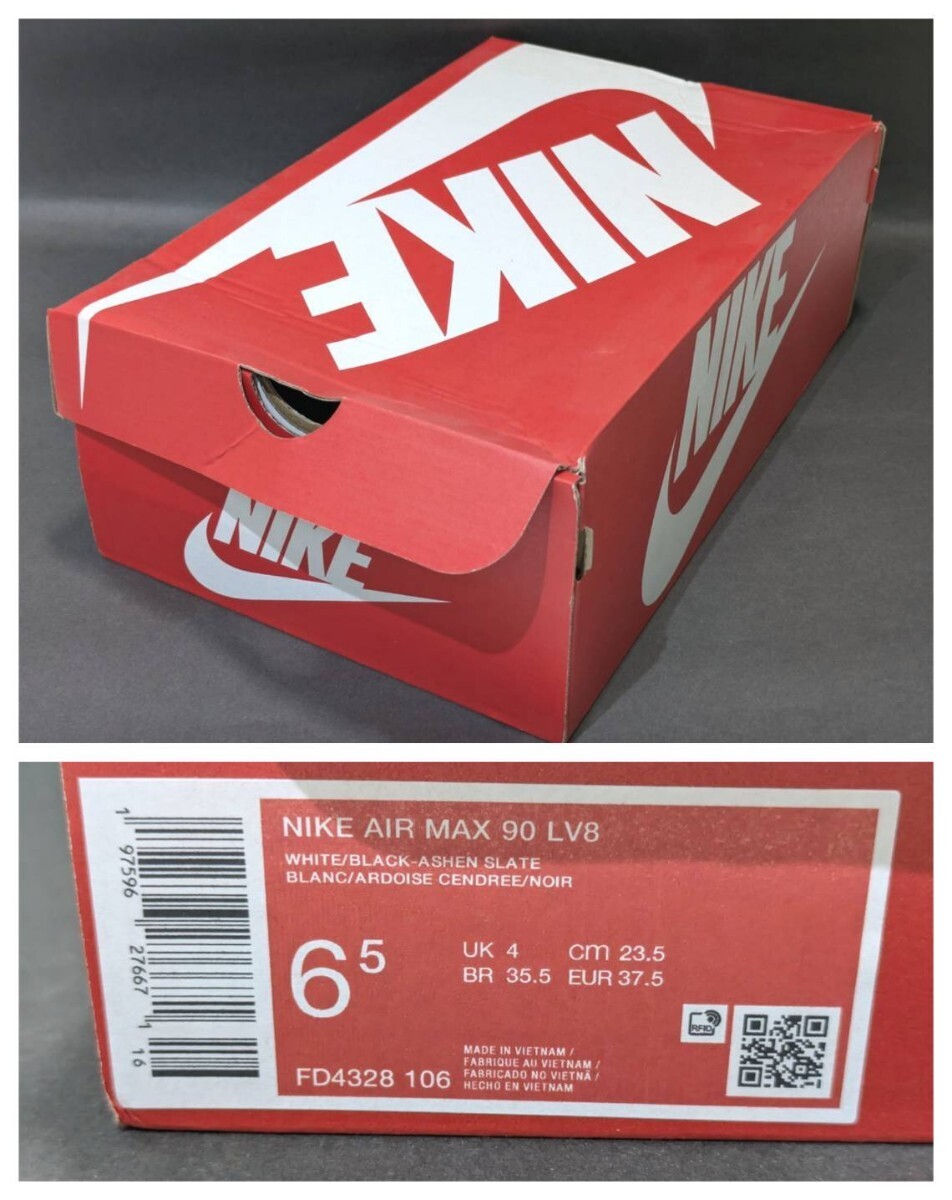 NIKE
NIKE
NIKE
NIKE AIR MAX 90 LV8
WHITE/BLACK-ASHEN SLATE
BLANC/ARDOISE CENDREE/NOIR
6 5
UK 4 cm 23.5
BR 35.5 EUR 37.5
RFID
MADE IN VIETNAM /
FABRIQUE AU VIETNAM /
FABRICADO NO VIETNÃ /
HECHO EN VIETNAM
FD4328 106
1 97596 27667 1 16